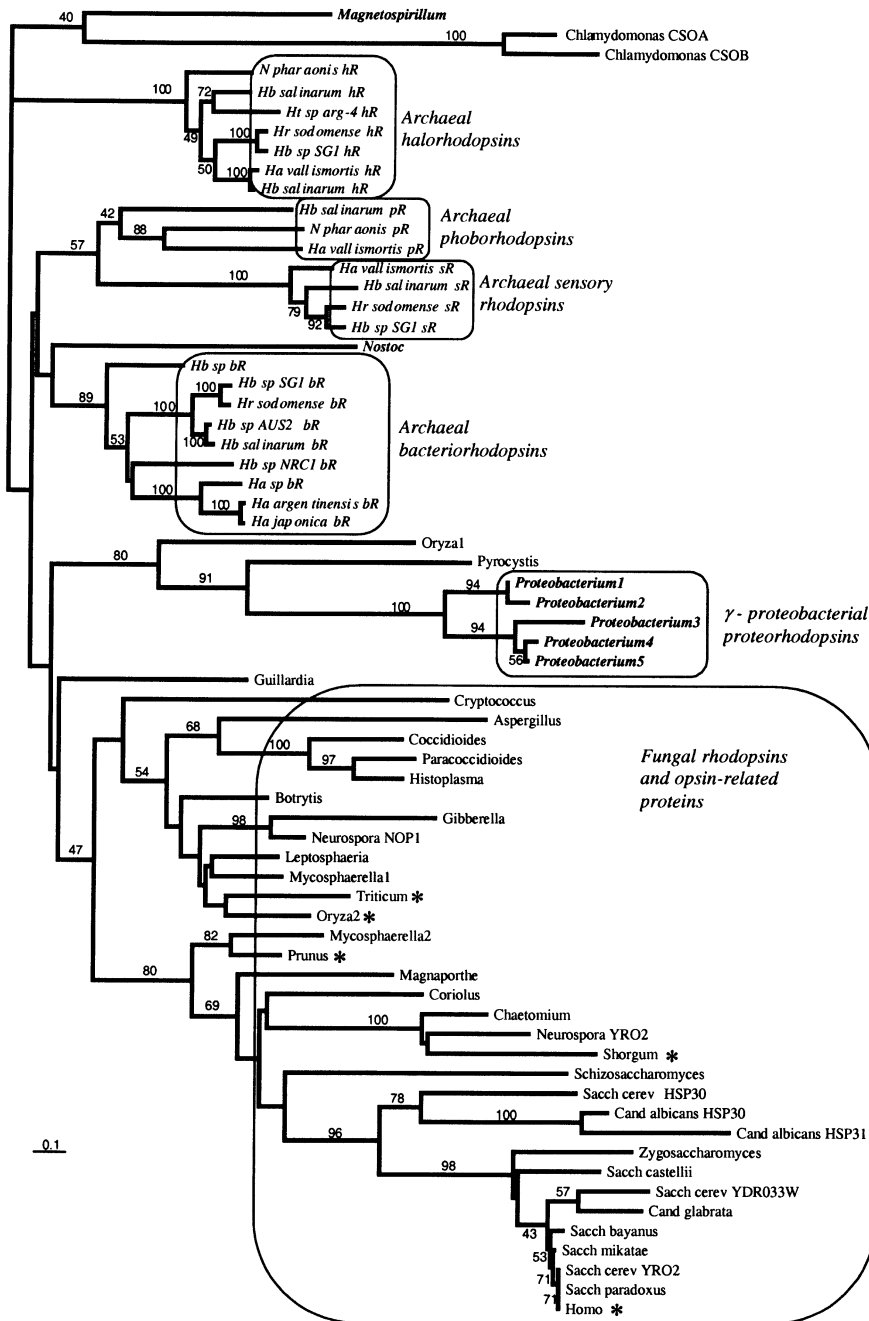 40
Magnetospirillum
100
Chlamydomonas CSOA
Chlamydomonas CSOB
N pharaonis hR
100
72
Hb salinarum hR
Ht sp arg-4 hR
Archaeal
halorhodopsins
49
100
Hr sodomense hR
Hb sp SG1 hR
50
100
Ha vallismortis hR
Hb salinarum hR
42
Hb salinarum pR
Archaeal
phoborhodopsins
88
N pharaonis pR
57
Ha vallismortis pR
100
Ha vallismortis sR
Archaeal sensory
rhodopsins
Hb salinarum sR
79
Hr sodomense sR
92
Hb sp SG1 sR
Nostoc
Hb sp bR
89
100
100
Hb sp SG1 bR
Hr sodomense bR
Archaeal
bacteriorhodopsins
53
Hb sp AUS2 bR
100
Hb salinarum bR
Hb sp NRC1 bR
100
Ha sp bR
100
Ha argentinensis bR
Ha japonica bR
80
Oryza1
91
Pyrocystis
94
Proteobacterium1
Proteobacterium2
100
γ - proteobacterial
proteorhodopsins
94
Proteobacterium3
Proteobacterium4
56
Proteobacterium5
Guillardia
Cryptococcus
68
Aspergillus
100
Coccidioides
97
Paracoccidioides
Histoplasma
Fungal rhodopsins
and opsin-related
proteins
54
Botrytis
98
Gibberella
Neurospora NOP1
47
Leptosphaeria
Mycosphaerella1
Triticum *
Oryza2 *
82
Mycosphaerella2
Prunus *
80
Magnaporthe
69
Coriolus
100
Chaetomium
Neurospora YRO2
Shorgum *
Schizosaccharomyces
78
Sacch cerev HSP30
100
Cand albicans HSP30
Cand albicans HSP31
96
0.1
98
Zygosaccharomyces
Sacch castellii
57
Sacch cerev YDR033W
Cand glabrata
43
Sacch bayanus
53
Sacch mikatae
71
Sacch cerev YRO2
Sacch paradoxus
71
Homo *